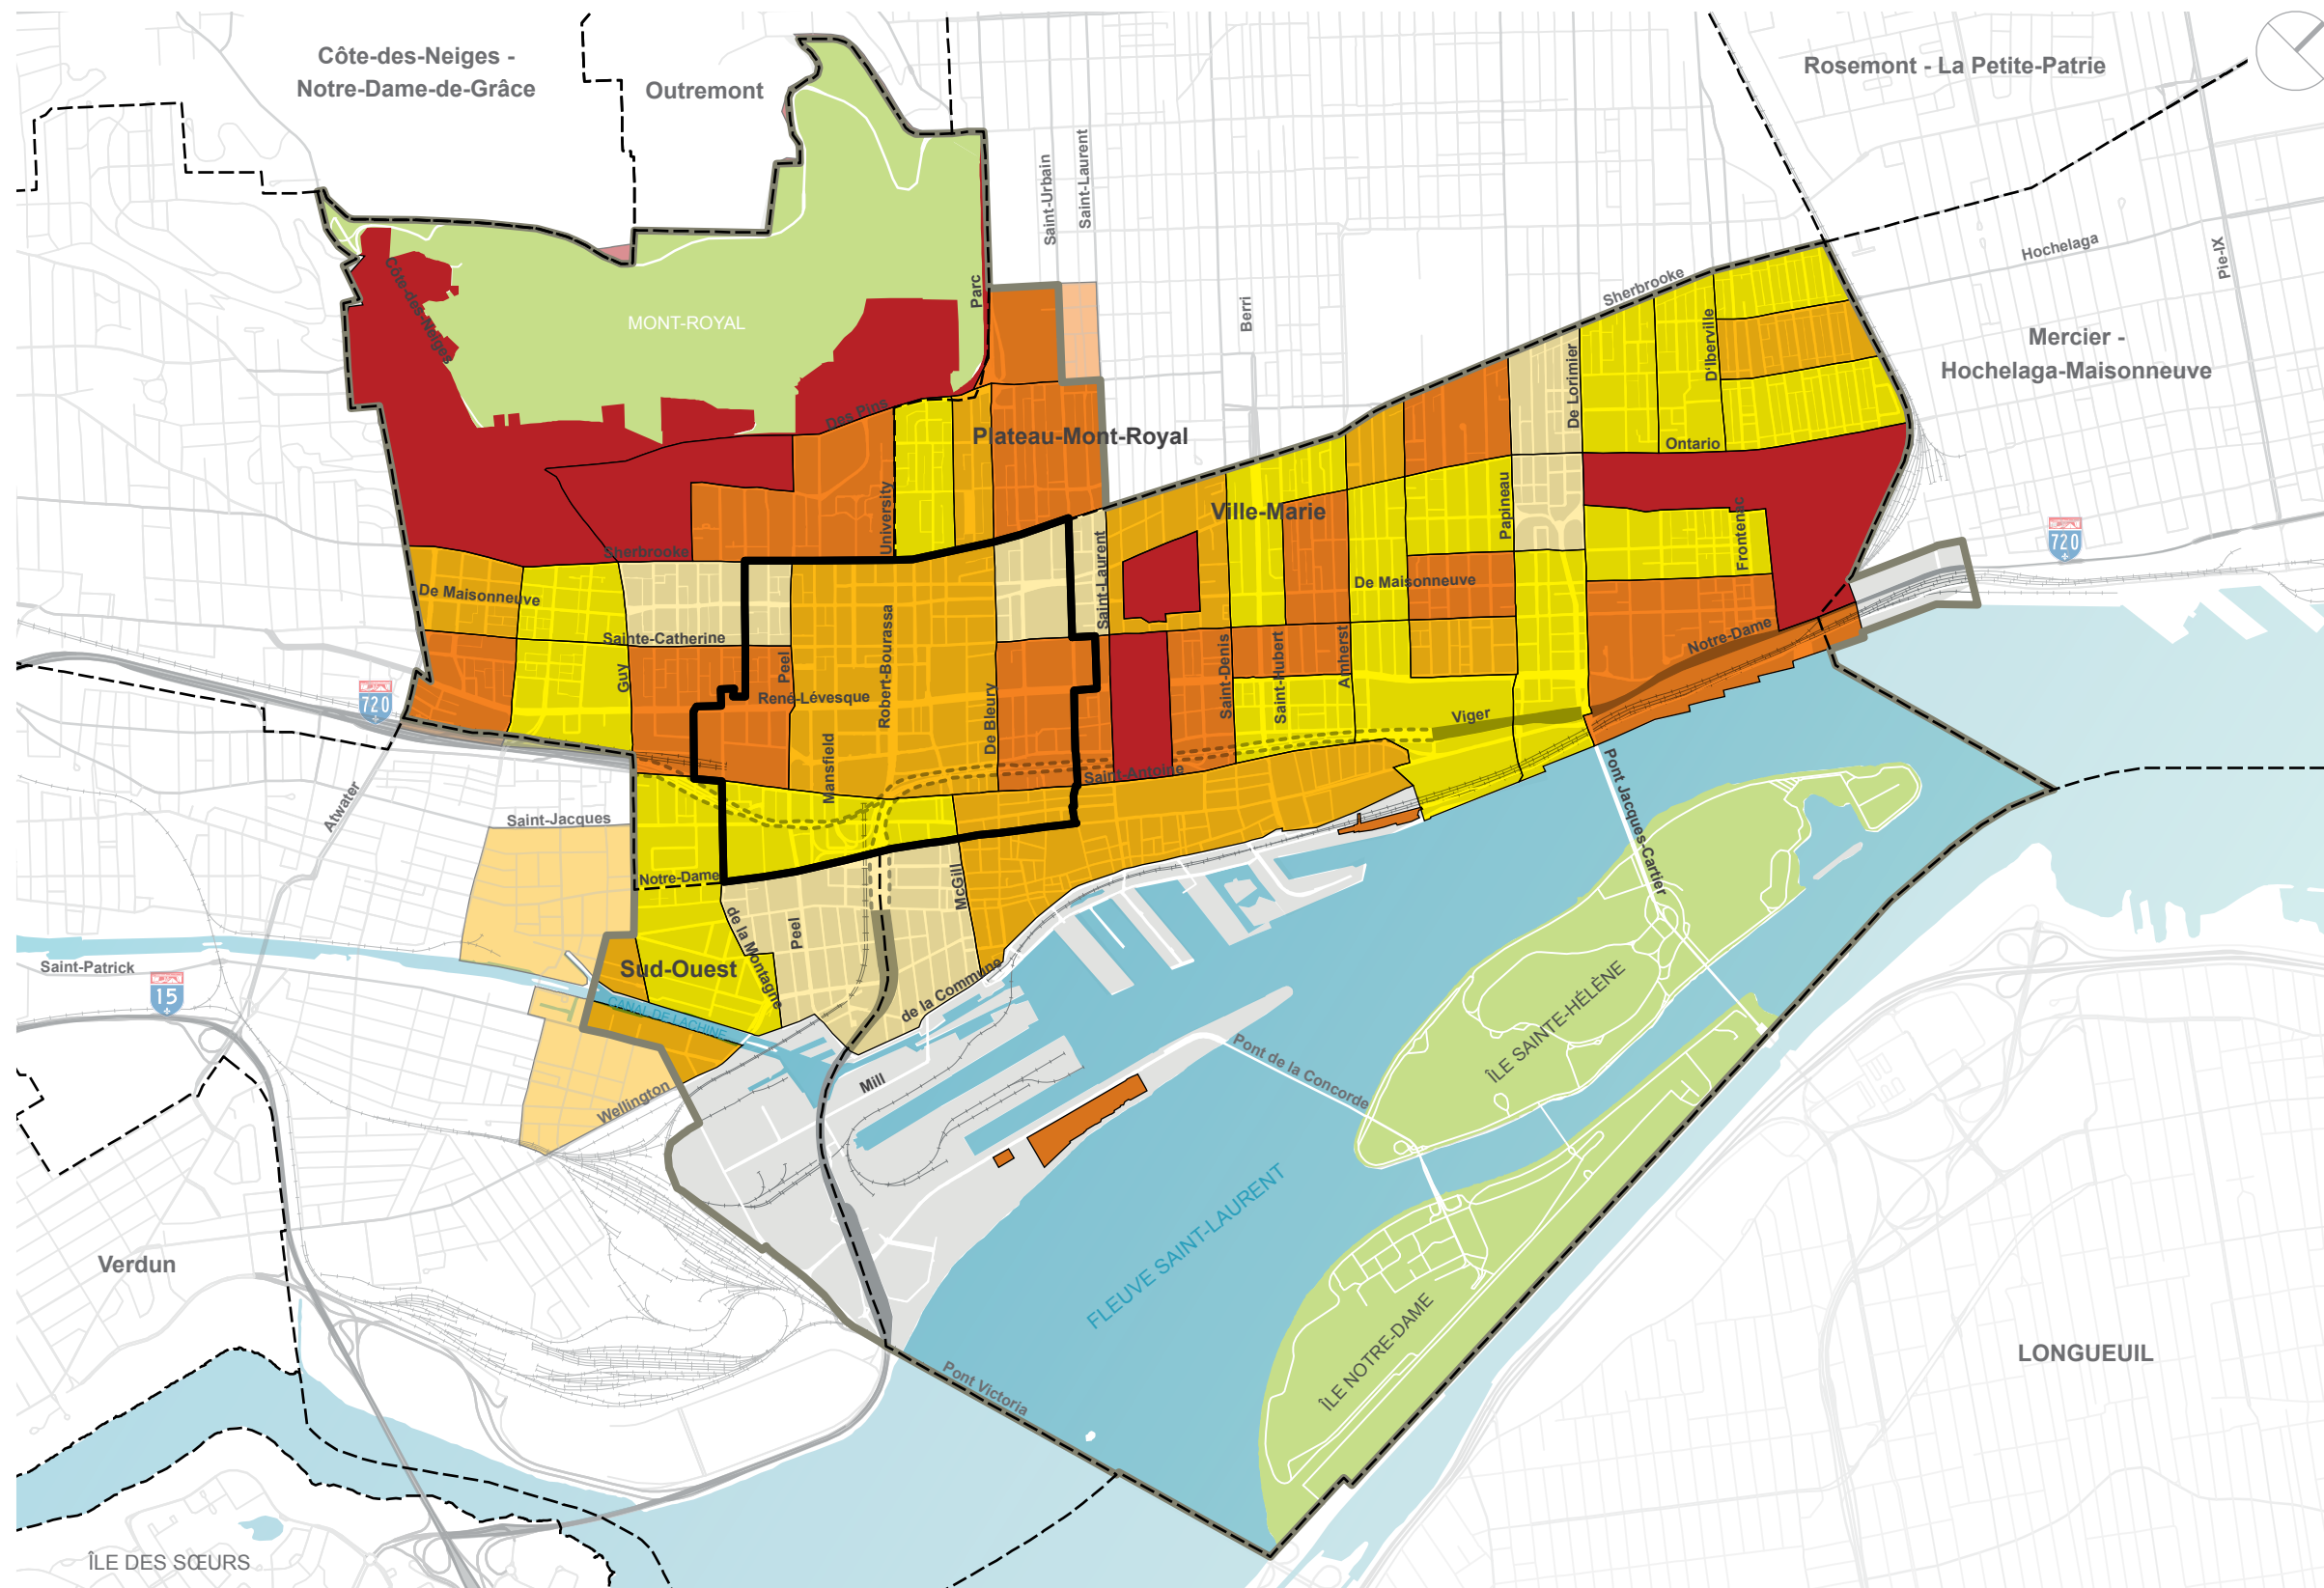 Côte-des-Neiges -
Notre-Dame-de-Grâce
Outremont
Rosemont - La Petite-Patrie
Saint-Urbain
Saint-Laurent
Hochelaga
Pie-IX
Sherbrooke
Côte-des-Neiges
MONT-ROYAL
Parc
Berri
De Lorimier
D'Iberville
Mercier -
Hochelaga-Maisonneuve
Des Pins
Plateau-Mont-Royal
Ontario
University
Ville-Marie
Papineau
Frontenac
720
Sherbrooke
Saint-Laurent
De Maisonneuve
De Maisonneuve
Sainte-Catherine
Guy
Peel
Robert-Bourassa
René-Lévesque
De Bleury
Saint-Denis
Saint-Hubert
Amherst
Notre-Dame
720
Viger
Mansfield
Saint-Antoine
Atwater
Saint-Jacques
Pont Jacques-Cartier
Notre-Dame
McGill
de la Montagne
Peel
Saint-Patrick
15
Sud-Ouest
de la Commune
CANAL DE LACHINE
ÎLE SAINTE-HÉLÈNE
Mill
Pont de la Concorde
Wellington
FLEUVE SAINT-LAURENT
Verdun
ÎLE NOTRE-DAME
LONGUEUIL
Pont Victoria
ÎLE DES SŒURS